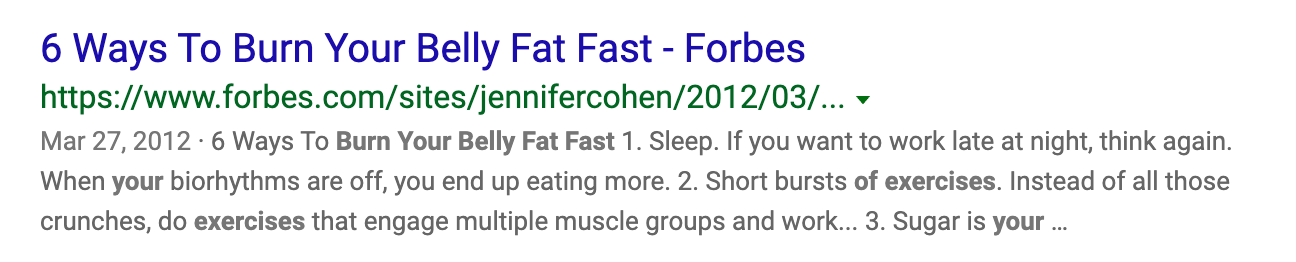 6 Ways To Burn Your Belly Fat Fast - Forbes
https://www.forbes.com/sites/jennifercohen/2012/03/...
Mar 27, 2012 · 6 Ways To Burn Your Belly Fat Fast 1. Sleep. If you want to work late at night, think again.
When your biorhythms are off, you end up eating more. 2. Short bursts of exercises. Instead of all those
crunches, do exercises that engage multiple muscle groups and work... 3. Sugar is your ...